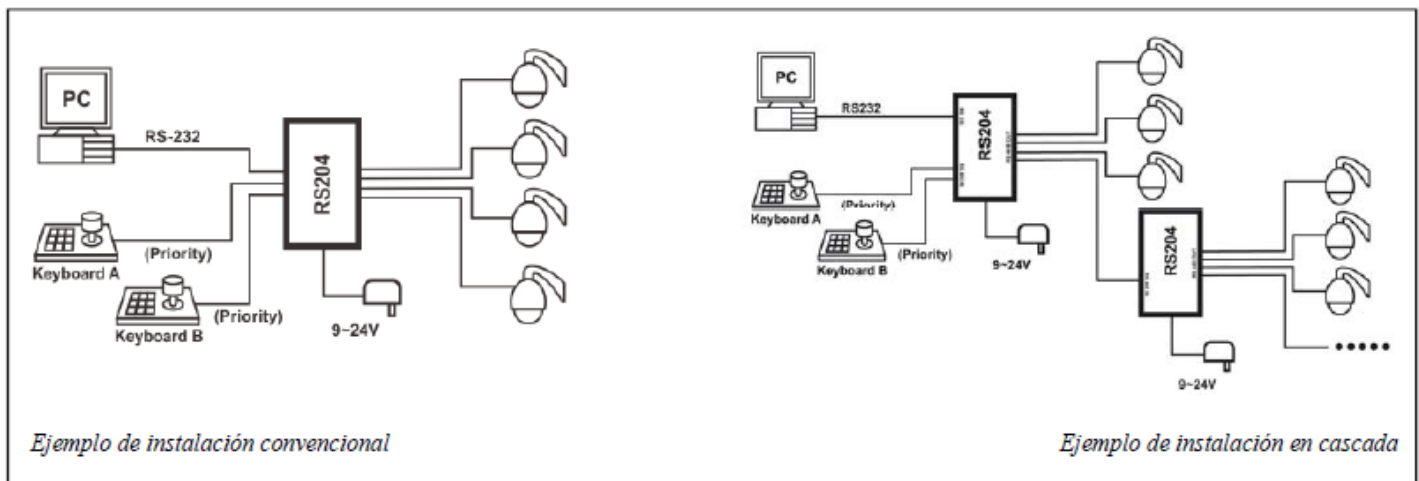 PC
RS-232
RS204
(Priority)
Keyboard A
(Priority)
Keyboard B
9~24V
Ejemplo de instalación convencional
PC
RS232
RS204
Keyboard A
(Priority)
Keyboard B
(Priority)
9~24V
RS204
9~24V
Ejemplo de instalación en cascada